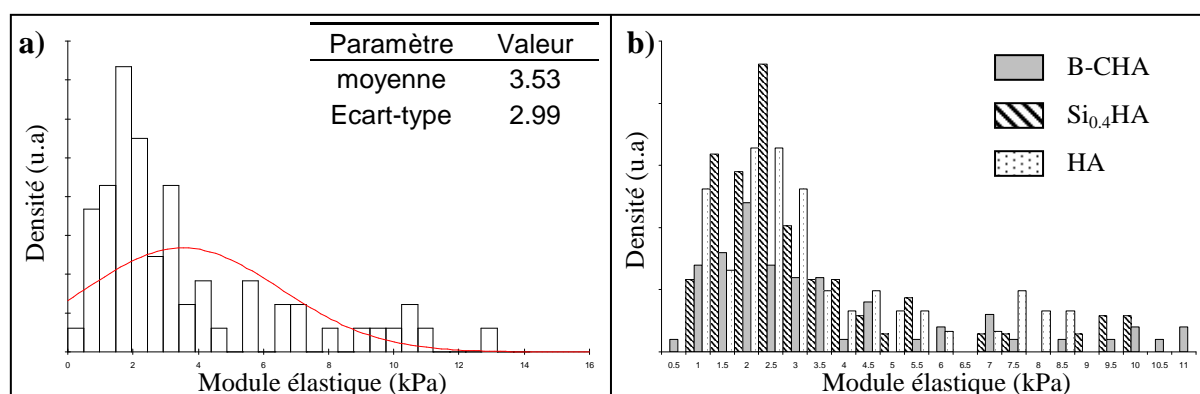 a)
Paramètre Valeur
moyenne 3.53
Ecart-type 2.99
Densité (u.a)
0 2 4 6 8 10 12 14 16
Module élastique (kPa)
b)
B-CHA
Si0.4HA
HA
Densité (u.a)
0.5 1 1.5 2 2.5 3 3.5 4 4.5 5 5.5 6 6.5 7 7.5 8 8.5 9 9.5 10 10.5 11
Module élastique (kPa)